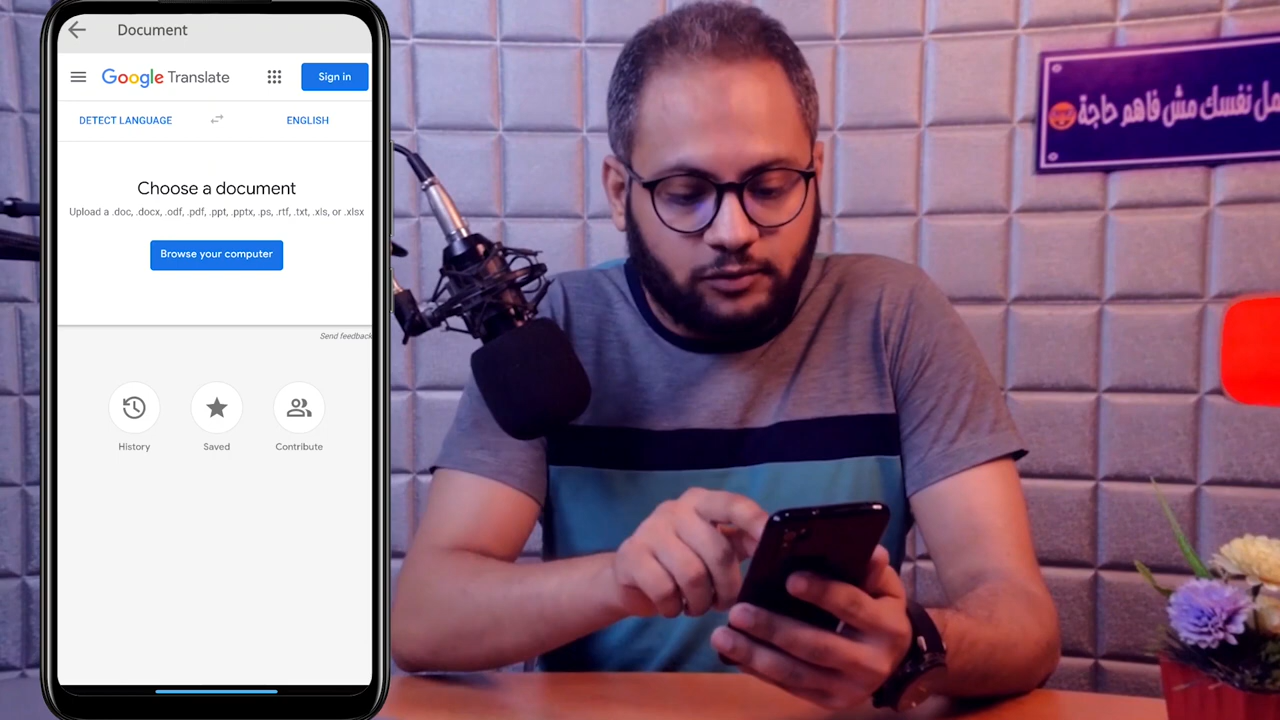 Document
Google Translate
Sign in
DETECT LANGUAGE
ENGLISH
Choose a document
Upload a .doc, .docx, .odf, .pdf, .ppt, .pptx, .ps, .rtf, .txt, .xls, or .xlsx
Browse your computer
Send feedback
History
Saved
Contribute
نفسك مش فاهم حاجة